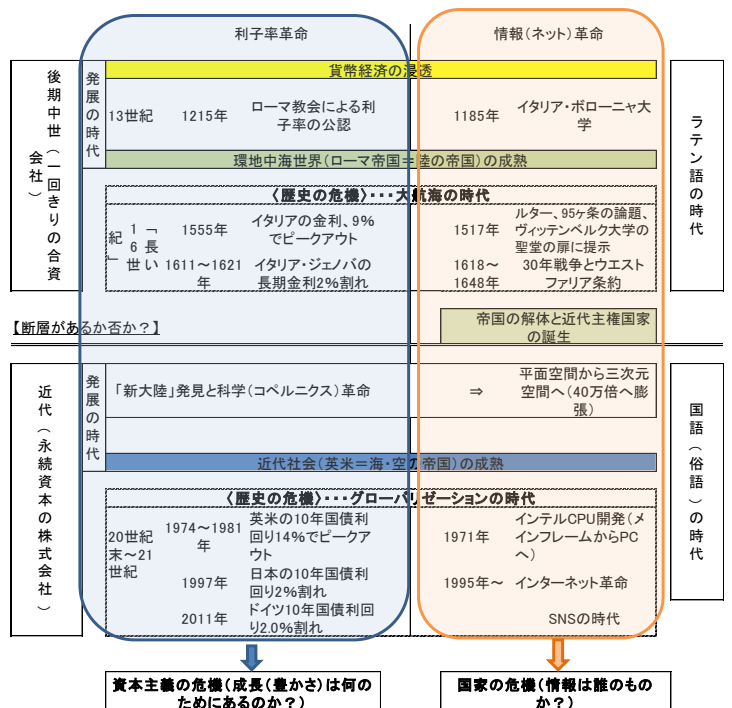 利子率革命
情報(ネット)革命
後期中世(一回きりの合資会社)
発展の時代
貨幣経済の浸透
13世紀
1215年
ローマ教会による利
子率の公認
1185年
イタリア・ボローニャ大
学
環地中海世界(ローマ帝国=陸の帝国)の成熟
ラテン語の時代
〈歴史の危機〉・・・大航海の時代
「長い16世紀」
1555年
イタリアの金利、9%
でピークアウト
1611~1621
年
イタリア・ジェノバの
長期金利2%割れ
1517年
ルター、95ヶ条の論題、
ヴィッテンベルク大学の
聖堂の扉に提示
1618~
1648年
30年戦争とウエスト
ファリア条約
【断層があるか否か?】
帝国の解体と近代主権国家
の誕生
近代(永続資本の株式会社)
発展の時代
「新大陸」発見と科学(コペルニクス)革命
⇒
平面空間から三次元
空間へ(40万倍へ膨
張)
近代社会(英米=海・空の帝国)の成熟
国語(俗語)の時代
〈歴史の危機〉・・・グローバリゼーションの時代
20世紀
末~21
世紀
1974~1981
年
英米の10年国債利
回り14%でピークア
ウト
1997年
日本の10年国債利
回り2%割れ
2011年
ドイツ10年国債利回
り2.0%割れ
1971年
インテルCPU開発(メ
インフレームからPC
へ)
1995年~
インターネット革命
SNSの時代
資本主義の危機(成長(豊かさ)は何の
ためにあるのか?)
国家の危機(情報は誰のもの
か?)